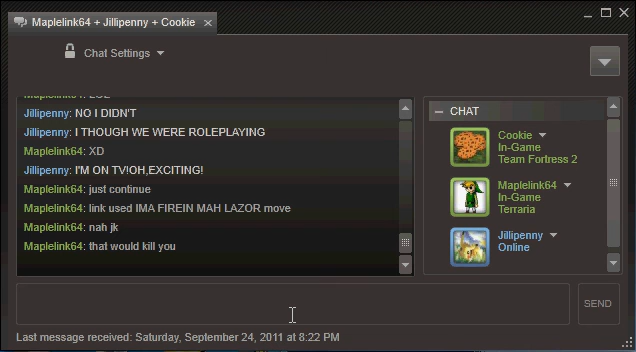 Maplelink64 + Jillipenny + Cookie
Chat Settings
Maplelink64: LOL
Jillipenny: NO I DIDN'T
Jillipenny: I THOUGH WE WERE ROLEPLAYING
Maplelink64: XD
Jillipenny: I'M ON TV!OH,EXCITING!
Maplelink64: just continue
Maplelink64: link used IMA FIREIN MAH LAZOR move
Maplelink64: nah jk
Maplelink64: that would kill you
CHAT
Cookie
In-Game
Team Fortress 2
Maplelink64
In-Game
Terraria
Jillipenny
Online
SEND
Last message received: Saturday, September 24, 2011 at 8:22 PM